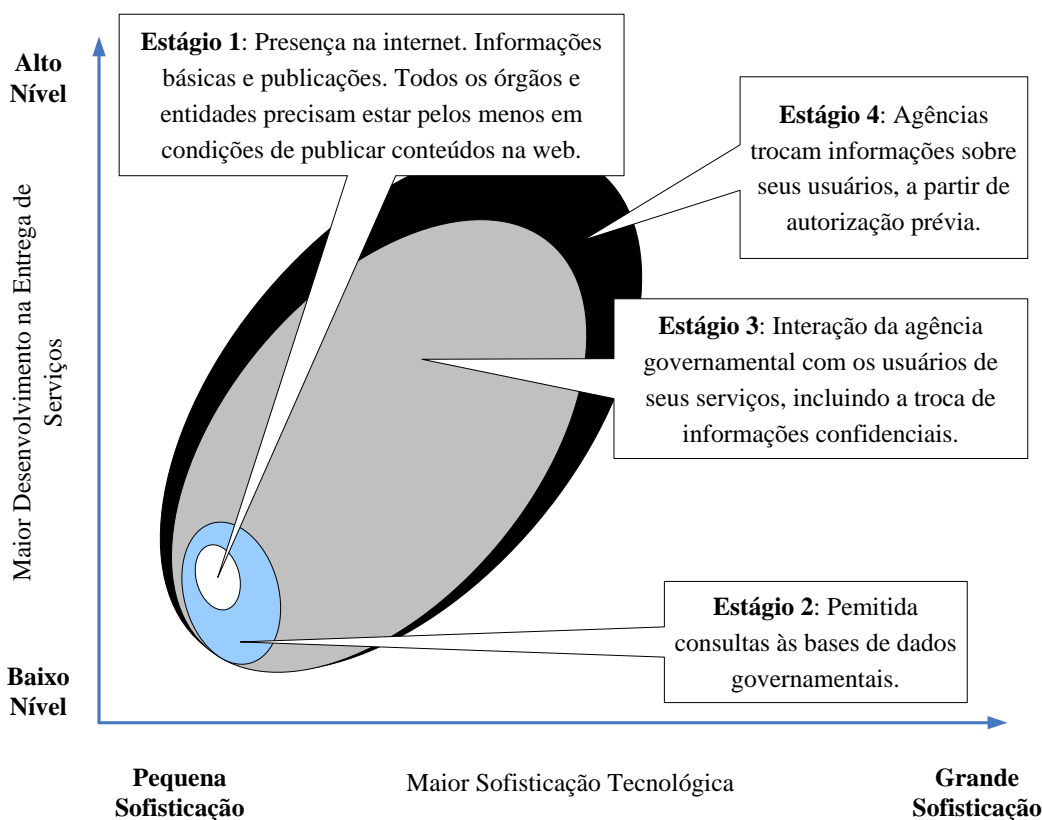 Alto
Nível
Estágio 1: Presença na internet. Informações
básicas e publicações. Todos os órgãos e
entidades precisam estar pelos menos em
condições de publicar conteúdos na web.
Estágio 4: Agências
trocam informações sobre
seus usuários, a partir de
autorização prévia.
Maior Desenvolvimento na Entrega de
Serviços
Estágio 3: Interação da agência
governamental com os usuários de
seus serviços, incluindo a troca de
informações confidenciais.
Estágio 2: Pemitida
consultas às bases de dados
governamentais.
Baixo
Nível
Pequena
Sofisticação
Maior Sofisticação Tecnológica
Grande
Sofisticação